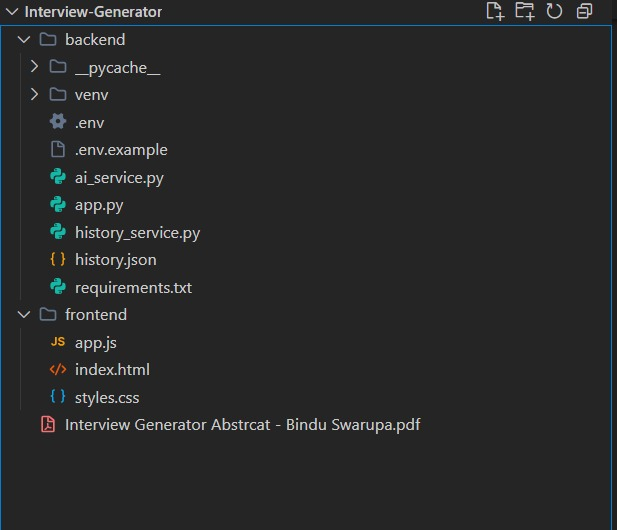 Interview-Generator
backend
__pycache__
venv
.env
.env.example
ai_service.py
app.py
history_service.py
{ } history.json
requirements.txt
frontend
JS app.js
</> index.html
{ } styles.css
Interview Generator Abstrcat - Bindu Swarupa.pdf